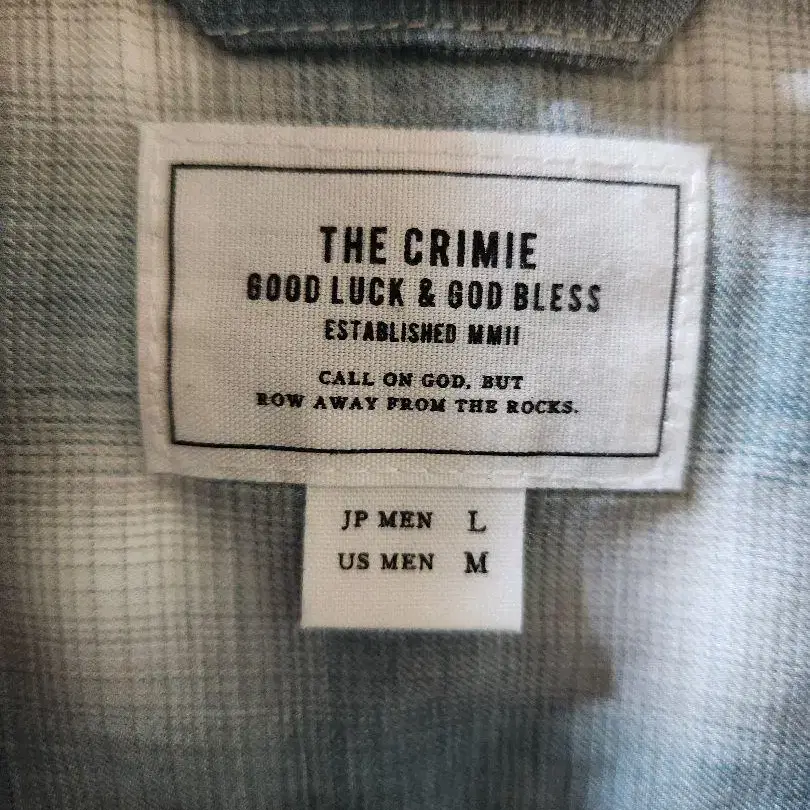 THE CRIMIE
GOOD LUCK & GOD BLESS
ESTABLISHED MMII
CALL ON GOD, BUT
ROW AWAY FROM THE ROCKS.
JP MEN L
US MEN M